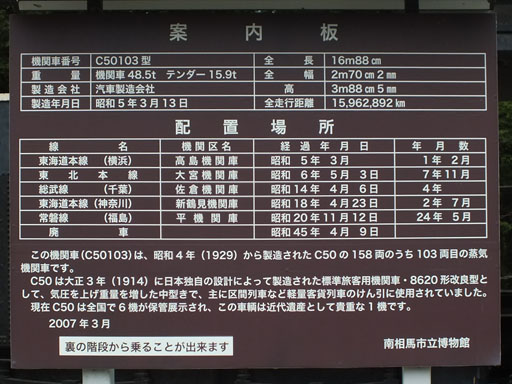 案内板
機関車番号 C50103型 全長 16m88㎝
重量 機関車48.5t テンダー15.9t 全幅 2m70㎝2㎜
製造会社 汽車製造会社 高 3m88㎝5㎜
製造年月日 昭和5年3月13日 全走行距離 15,962,892㎞
配置場所
線名 機関区名 経過年月日 年月数
東海道本線(横浜) 高島機関庫 昭和5年3月 1年2月
東北本線 大宮機関庫 昭和6年5月3日 7年11月
総武線(千葉) 佐倉機関庫 昭和14年4月6日 4年
東海道本線(神奈川) 新鶴見機関庫 昭和18年4月23日 2年7月
常磐線(福島) 平機関庫 昭和20年11月12日 24年5月
廃車 昭和45年4月9日
この機関車(C50103)は、昭和4年(1929)から製造されたC50の158両のうち103両目の蒸気
機関車です。
C50は大正3年(1914)に日本独自の設計によって製造された標準旅客用機関車・8620形改良型と
して、気圧を上げ重量を増した中型きで、主に区間列車など軽量客貨列車のけん引に使用されていました。
現在C50は全国で6機が保管展示され、この車輌は近代遺産として貴重な1機です。
2007年3月
裏の階段から乗ることが出来ます
南相馬市立博物館